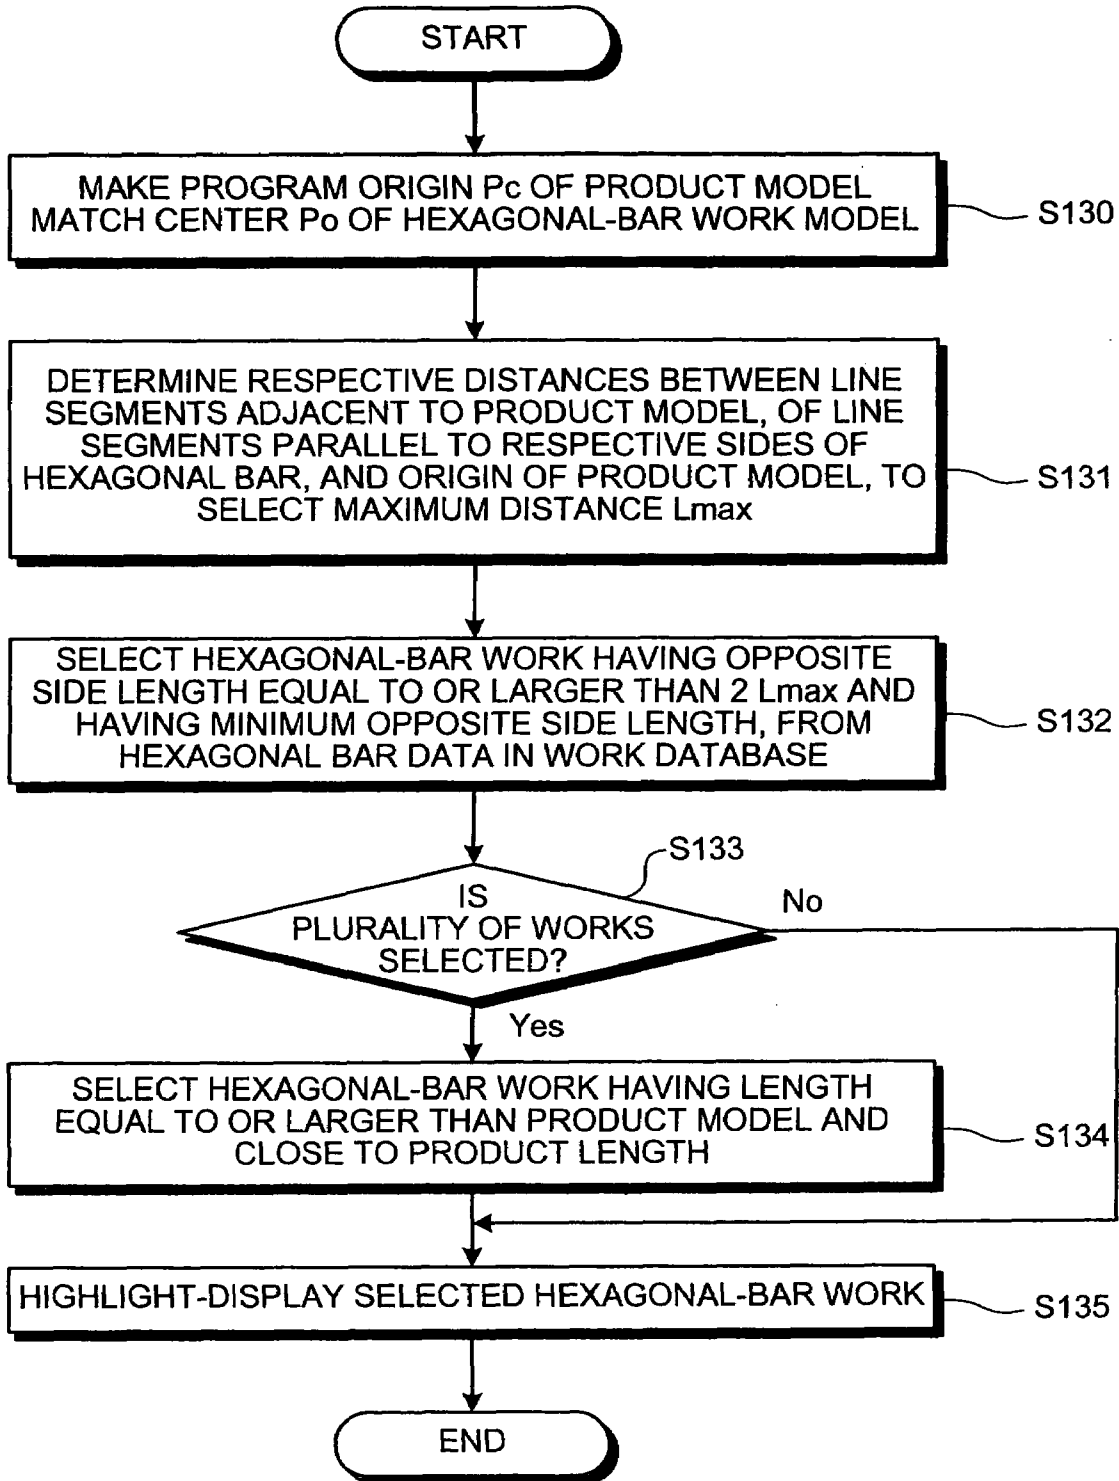 START
MAKE PROGRAM ORIGIN Pc OF PRODUCT MODEL
MATCH CENTER Po OF HEXAGONAL-BAR WORK MODEL
S130
DETERMINE RESPECTIVE DISTANCES BETWEEN LINE
SEGMENTS ADJACENT TO PRODUCT MODEL, OF LINE
SEGMENTS PARALLEL TO RESPECTIVE SIDES OF
HEXAGONAL BAR, AND ORIGIN OF PRODUCT MODEL, TO
SELECT MAXIMUM DISTANCE Lmax
S131
SELECT HEXAGONAL-BAR WORK HAVING OPPOSITE
SIDE LENGTH EQUAL TO OR LARGER THAN 2 Lmax AND
HAVING MINIMUM OPPOSITE SIDE LENGTH, FROM
HEXAGONAL BAR DATA IN WORK DATABASE
S132
S133
IS
PLURALITY OF WORKS
SELECTED?
No
Yes
SELECT HEXAGONAL-BAR WORK HAVING LENGTH
EQUAL TO OR LARGER THAN PRODUCT MODEL AND
CLOSE TO PRODUCT LENGTH
S134
HIGHLIGHT-DISPLAY SELECTED HEXAGONAL-BAR WORK
S135
END